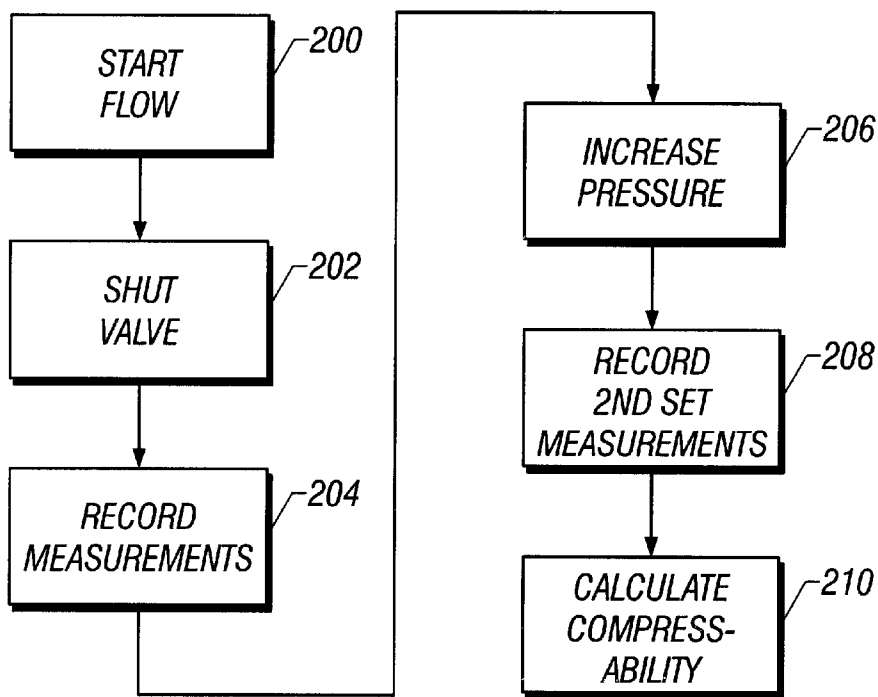 START
FLOW
200
SHUT
VALVE
202
RECORD
MEASUREMENTS
204
INCREASE
PRESSURE
206
RECORD
2ND SET
MEASUREMENTS
208
CALCULATE
COMPRESS-
ABILITY
210